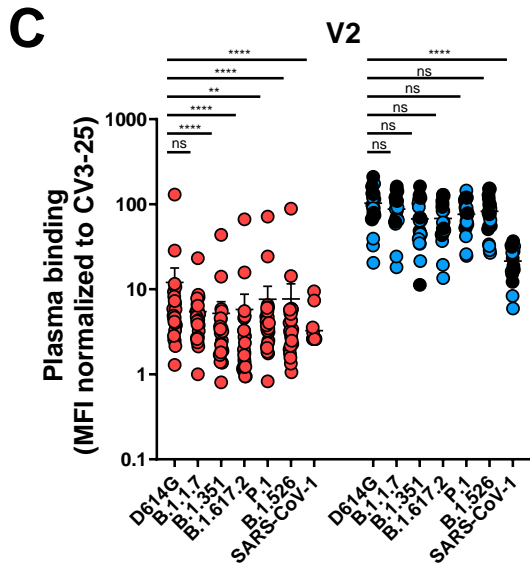 C
V2
****
****
**
****
****
ns
****
ns
ns
ns
ns
ns
Plasma binding
(MFI normalized to CV3-25)
1000
100
10
1
0.1
D614G
B.1.1.7
B.1.351
B.1.617.2
P.1
B.1.526
SARS-CoV-1
D614G
B.1.1.7
B.1.351
B.1.617.2
P.1
B.1.526
SARS-CoV-1